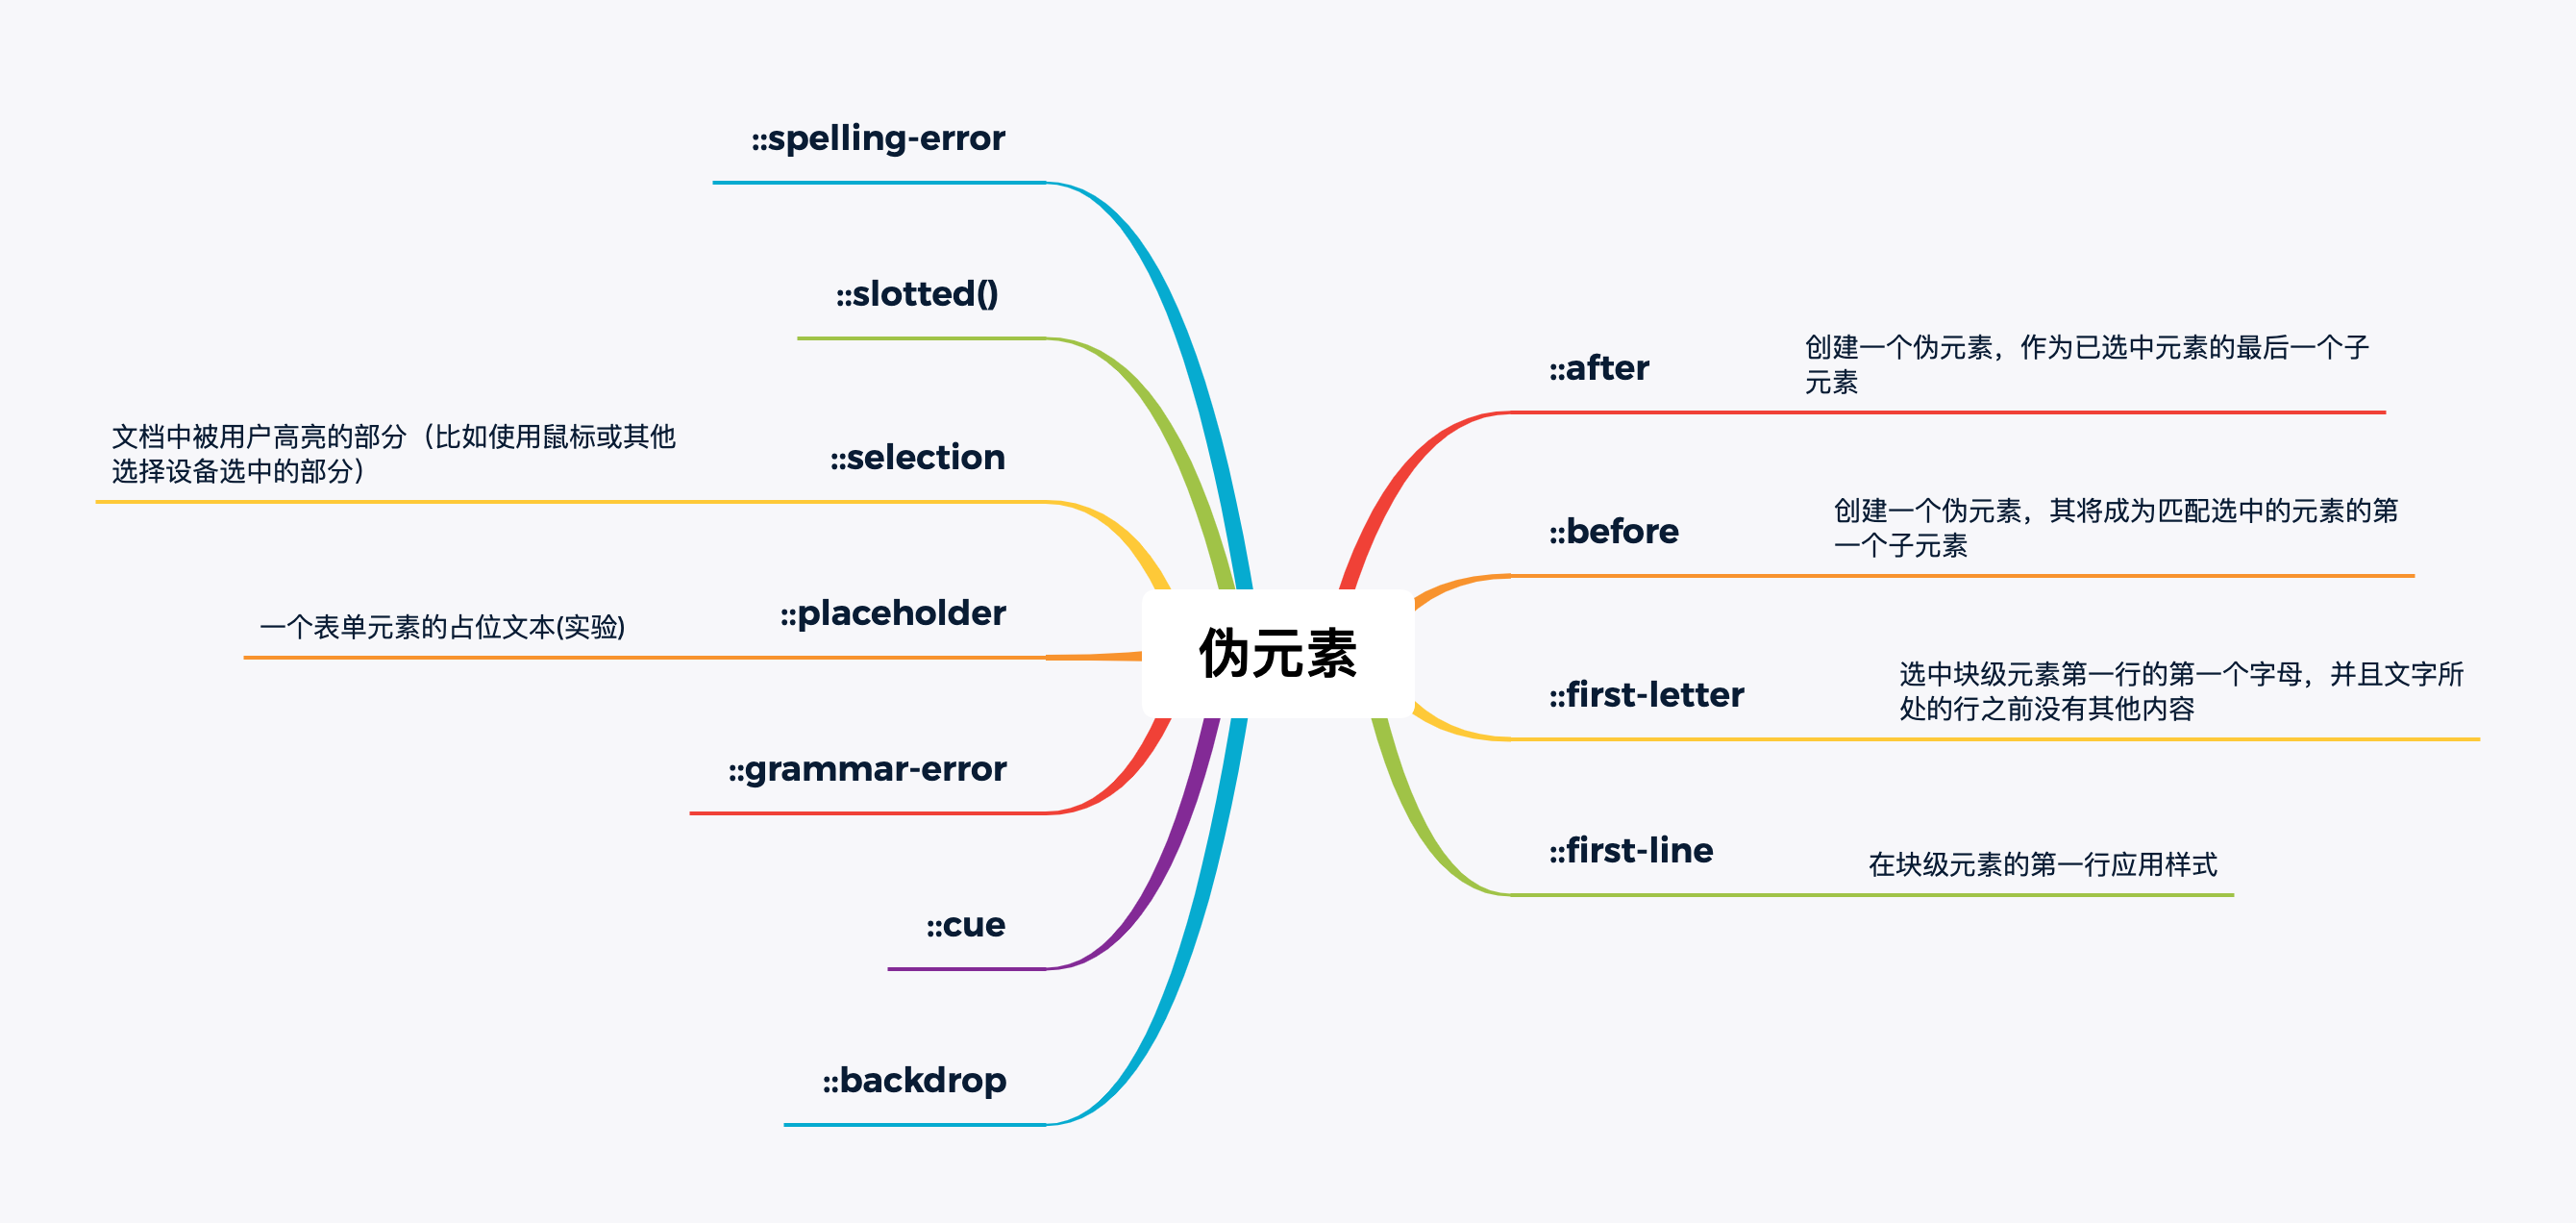 伪元素
::after
创建一个伪元素，作为已选中元素的最后一个子
元素
::before
创建一个伪元素，其将成为匹配选中的元素的第
一个子元素
::first-letter
选中块级元素第一行的第一个字母，并且文字所
处的行之前没有其他内容
::first-line
在块级元素的第一行应用样式
::spelling-error
::slotted()
::selection
文档中被用户高亮的部分（比如使用鼠标或其他
选择设备选中的部分）
::placeholder
一个表单元素的占位文本(实验)
::grammar-error
::cue
::backdrop